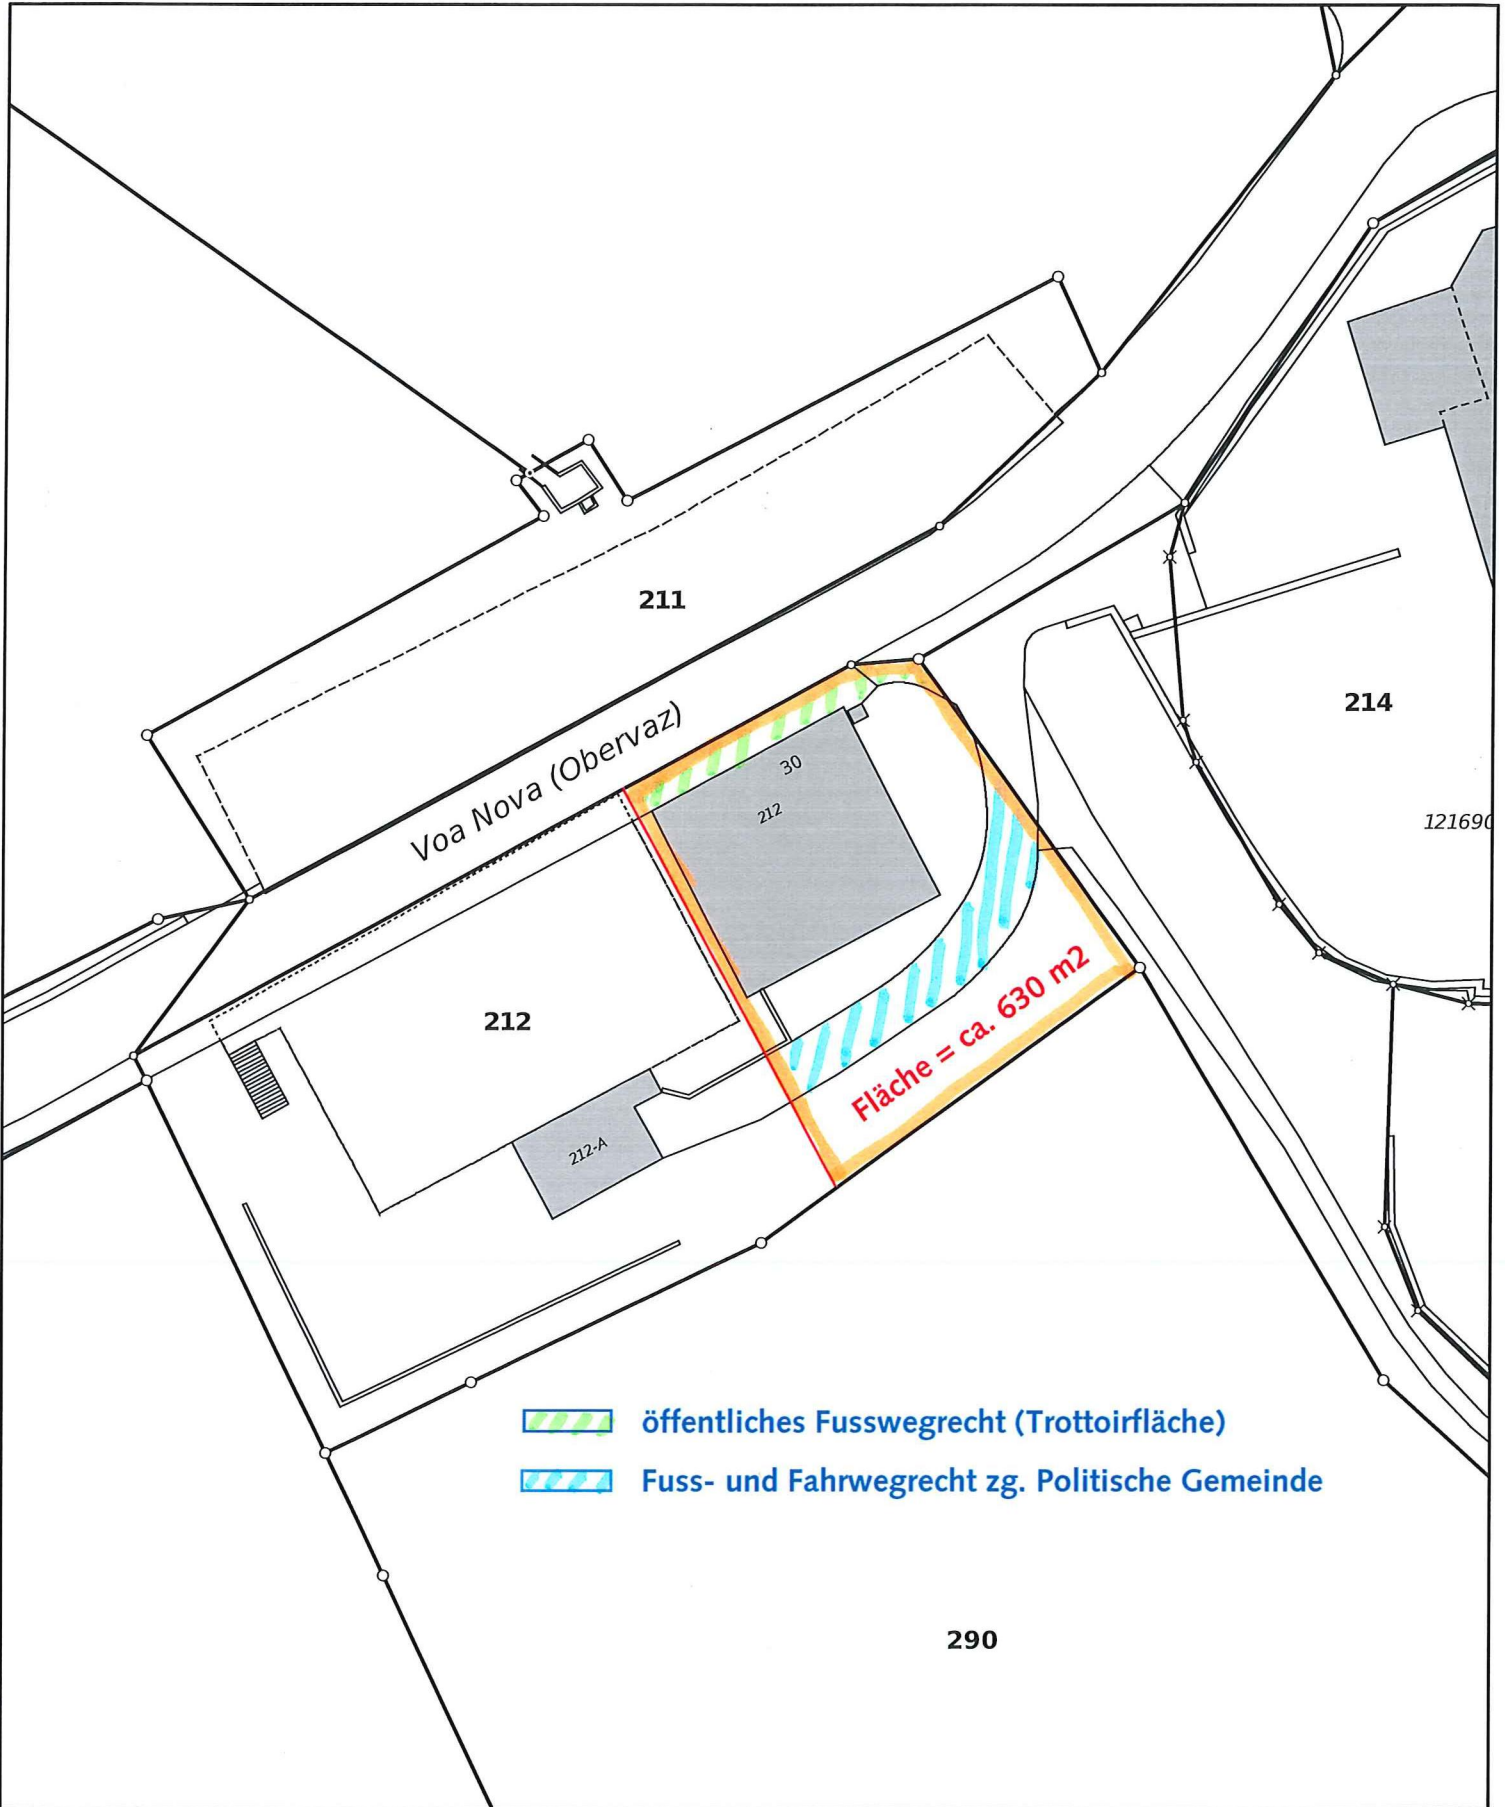 211
214
Voa Nova (Obervaz)
30
212
121690
212
Fläche = ca. 630 m2
212-A
öffentliches Fusswegrecht (Trottoirfläche)
Fuss- und Fahrwegrecht zg. Politische Gemeinde
290